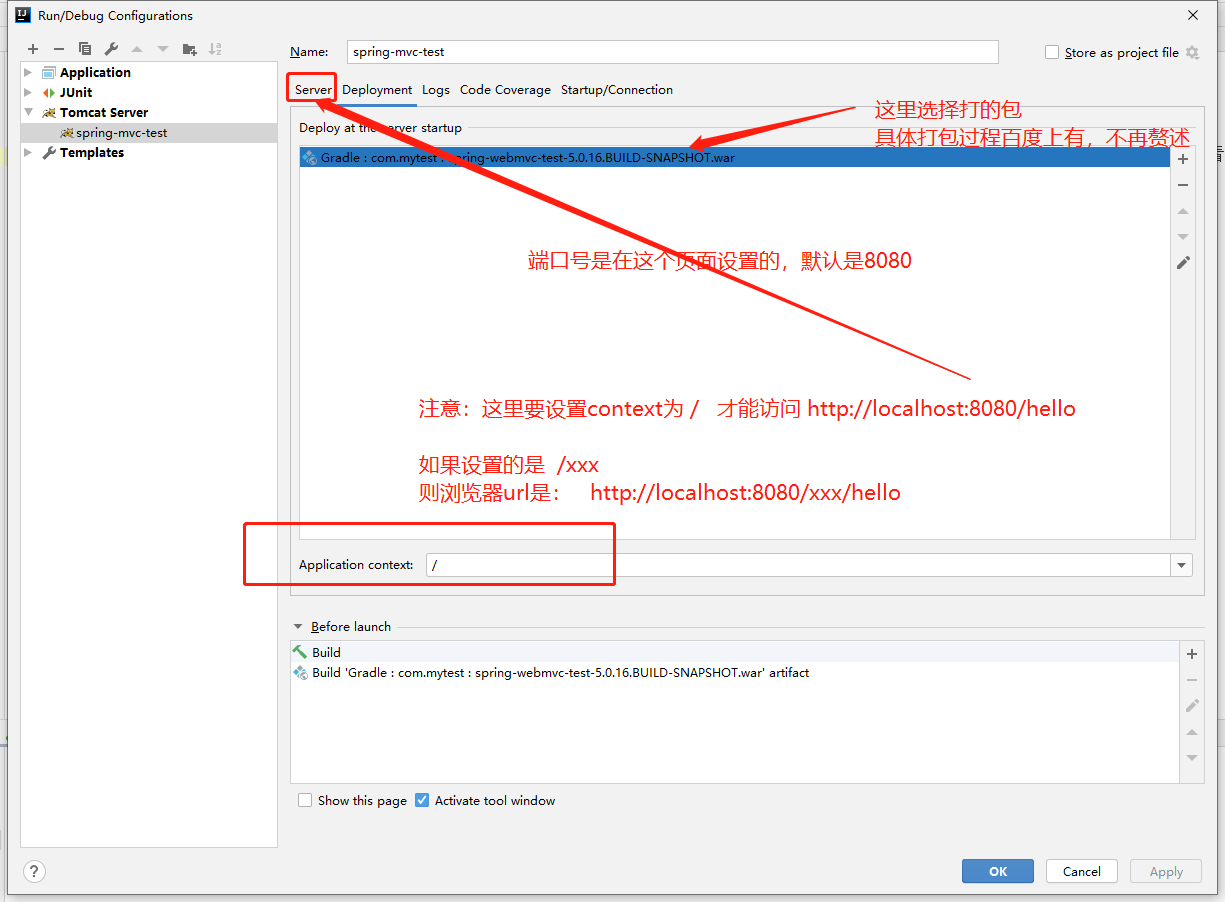 Run/Debug Configurations
Name: spring-mvc-test
Store as project file
Application
JUnit
Tomcat Server
spring-mvc-test
Templates
Server Deployment Logs Code Coverage Startup/Connection
这里选择打的包
具体打包过程百度上有，不再赘述
Deploy at the server startup
Gradle : com.mytest : spring-webmvc-test-5.0.16.BUILD-SNAPSHOT.war
端口号是在这个页面设置的，默认是8080
注意：这里要设置context为 / 才能访问 http://localhost:8080/hello
如果设置的是 /xxx
则浏览器url是： http://localhost:8080/xxx/hello
Application context: /
Before launch
Build
Build 'Gradle : com.mytest : spring-webmvc-test-5.0.16.BUILD-SNAPSHOT.war' artifact
Show this page Activate tool window
? OK Cancel Apply